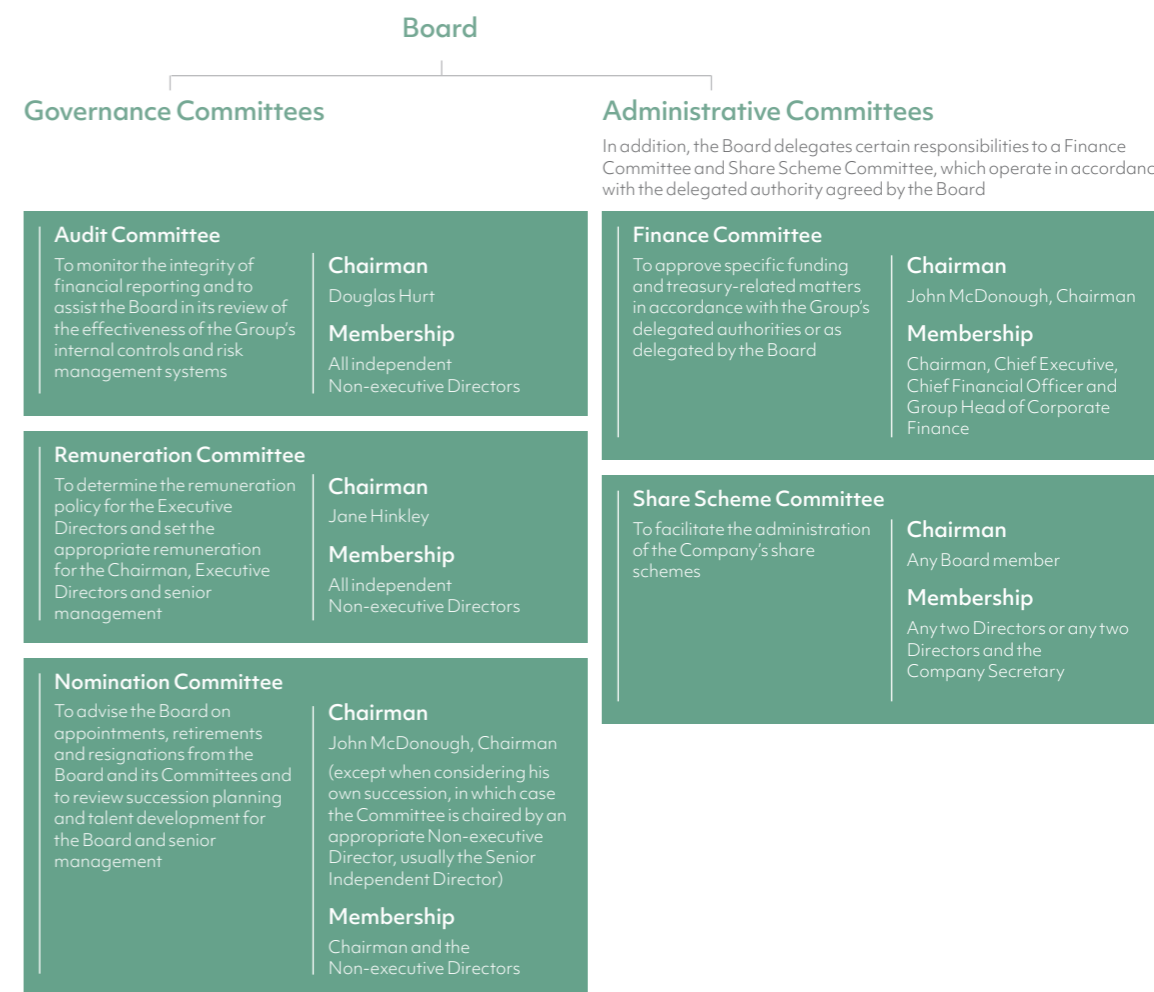 Board
Governance Committees
Administrative Committees
In addition, the Board delegates certain responsibilities to a Finance
Committee and Share Scheme Committee, which operate in accordanc
with the delegated authority agreed by the Board
Audit Committee
To monitor the integrity of
financial reporting and to
assist the Board in its review of
the effectiveness of the Group's
internal controls and risk
management systems
Chairman
Douglas Hurt
Membership
All independent
Non-executive Directors
Remuneration Committee
To determine the remuneration
policy for the Executive
Directors and set the
appropriate remuneration
for the Chairman, Executive
Directors and senior
management
Chairman
Jane Hinkley
Membership
All independent
Non-executive Directors
Nomination Committee
To advise the Board on
appointments, retirements
and resignations from the
Board and its Committees and
to review succession planning
and talent development for
the Board and senior
management
Chairman
John McDonough, Chairman
(except when considering his
own succession, in which case
the Committee is chaired by an
appropriate Non-executive
Director, usually the Senior
Independent Director)
Membership
Chairman and the
Non-executive Directors
Finance Committee
To approve specific funding
and treasury-related matters
in accordance with the Group's
delegated authorities or as
delegated by the Board
Chairman
John McDonough, Chairman
Membership
Chairman, Chief Executive,
Chief Financial Officer and
Group Head of Corporate
Finance
Share Scheme Committee
To facilitate the administration
of the Company's share
schemes
Chairman
Any Board member
Membership
Any two Directors or any two
Directors and the
Company Secretary